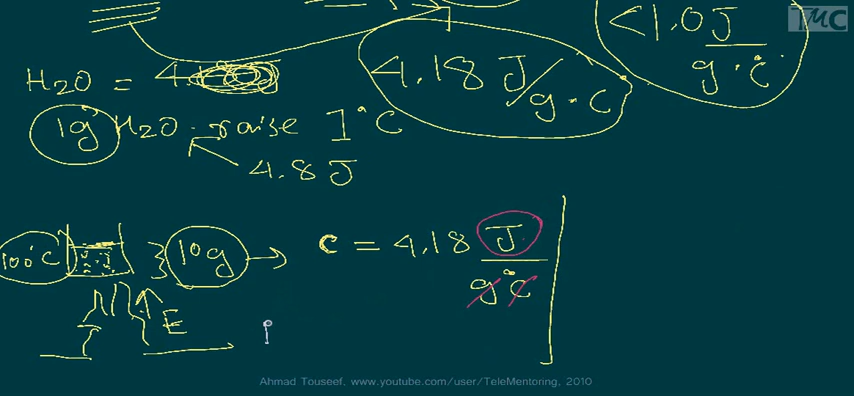 <1.0 J
g·°C
TMC
H2O = 4.1
4.18 J/g·°C
1g H2O raise 1°C
4.8 J
100°C
10g → c = 4.18 J
g°C
E
Ahmad Touseef, www.youtube.com/user/TeleMentoring, 2010